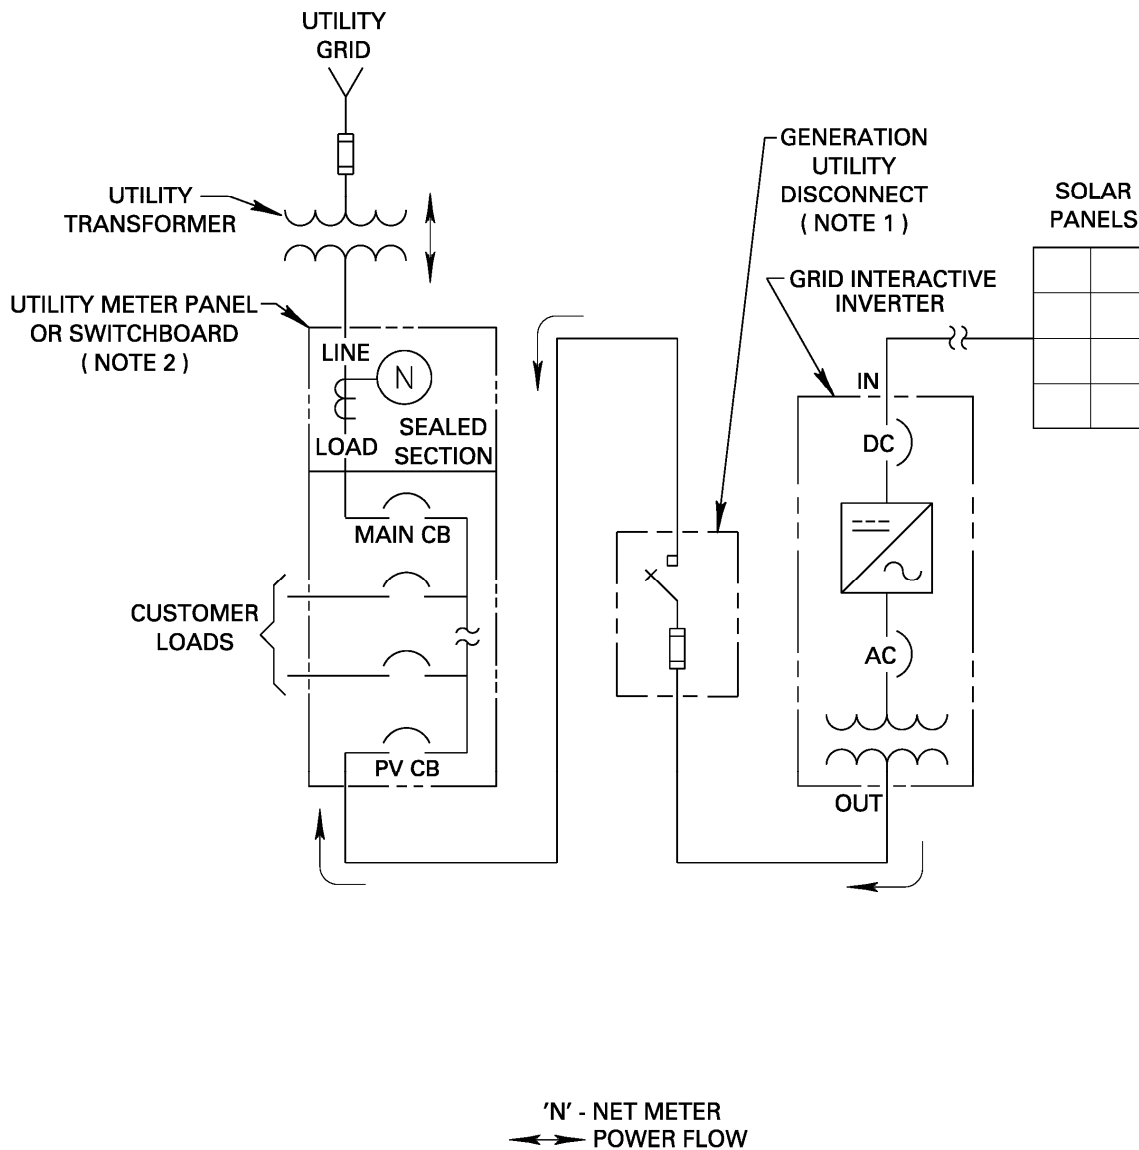 UTILITY
GRID
UTILITY
TRANSFORMER
GENERATION
UTILITY
DISCONNECT
( NOTE 1 )
SOLAR
PANELS
UTILITY METER PANEL
OR SWITCHBOARD
( NOTE 2 )
GRID INTERACTIVE
INVERTER
LINE
N
LOAD
SEALED
SECTION
IN
DC
MAIN CB
CUSTOMER
LOADS
AC
PV CB
OUT
'N' - NET METER
POWER FLOW